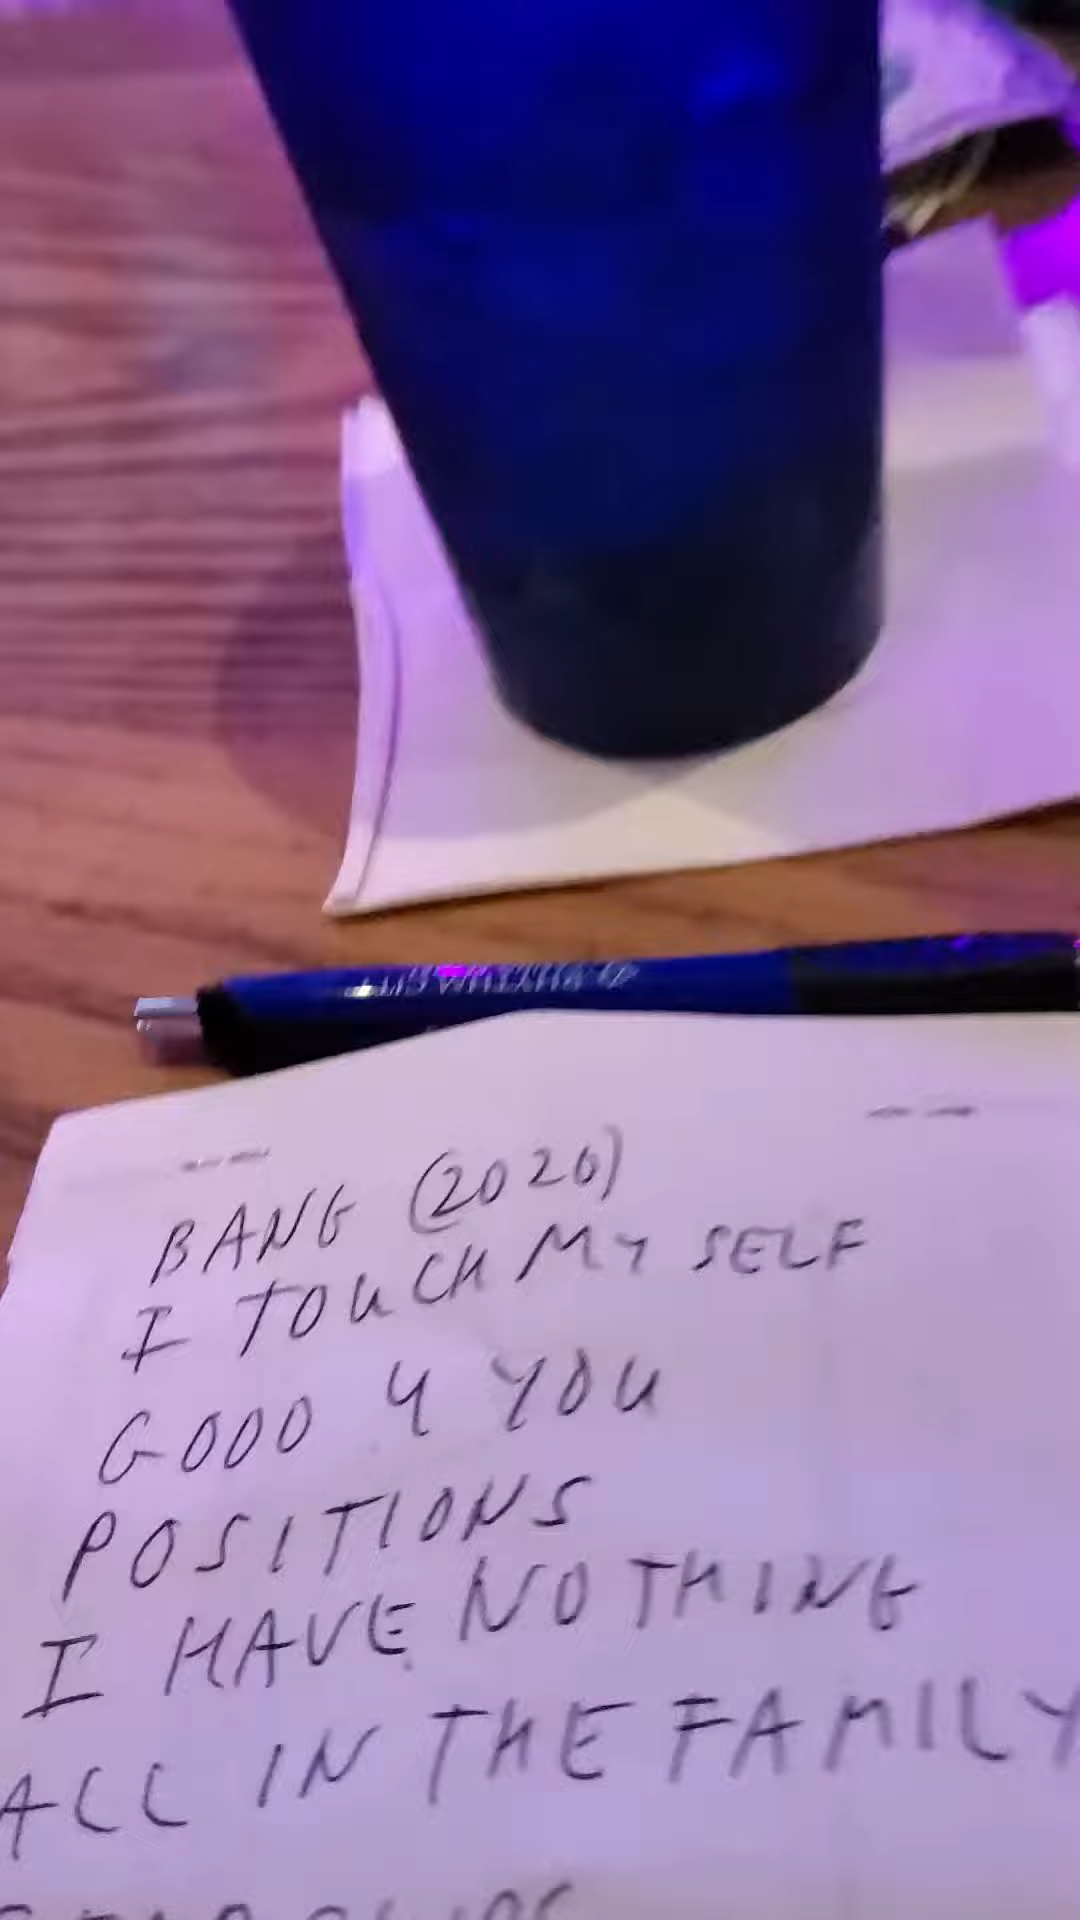 BANG (2020)
I TOUCH MY SELF
GOOD 4 YOU
POSITIONS
I HAVE NOTHING
ALL IN THE FAMILY